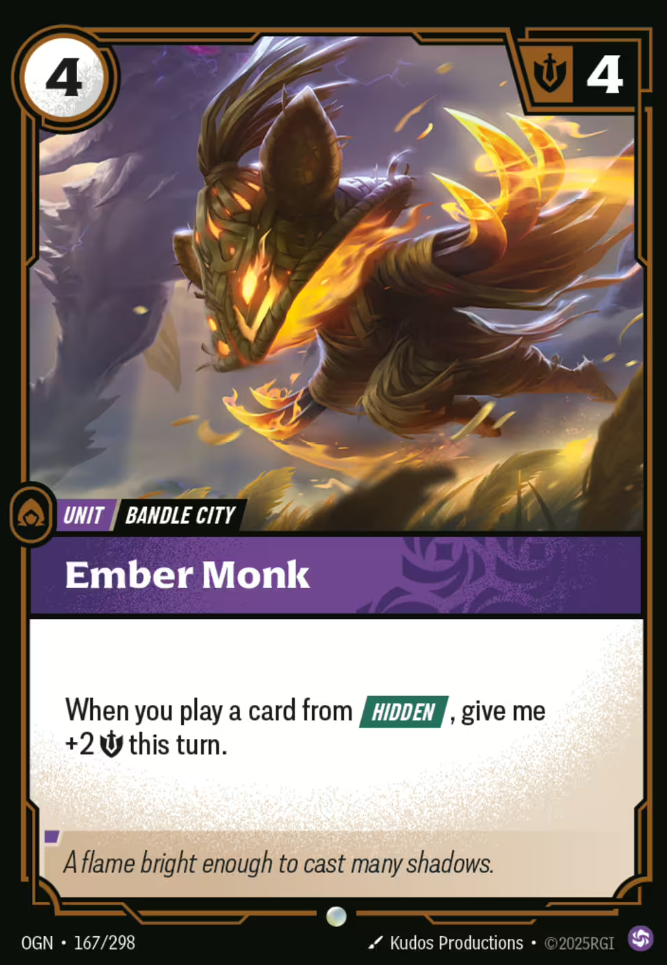 4
4
UNIT
BANDLE CITY
Ember Monk
When you play a card from HIDDEN, give me
+2 this turn.
A flame bright enough to cast many shadows.
OGN • 167/298
Kudos Productions • ©2025RGI